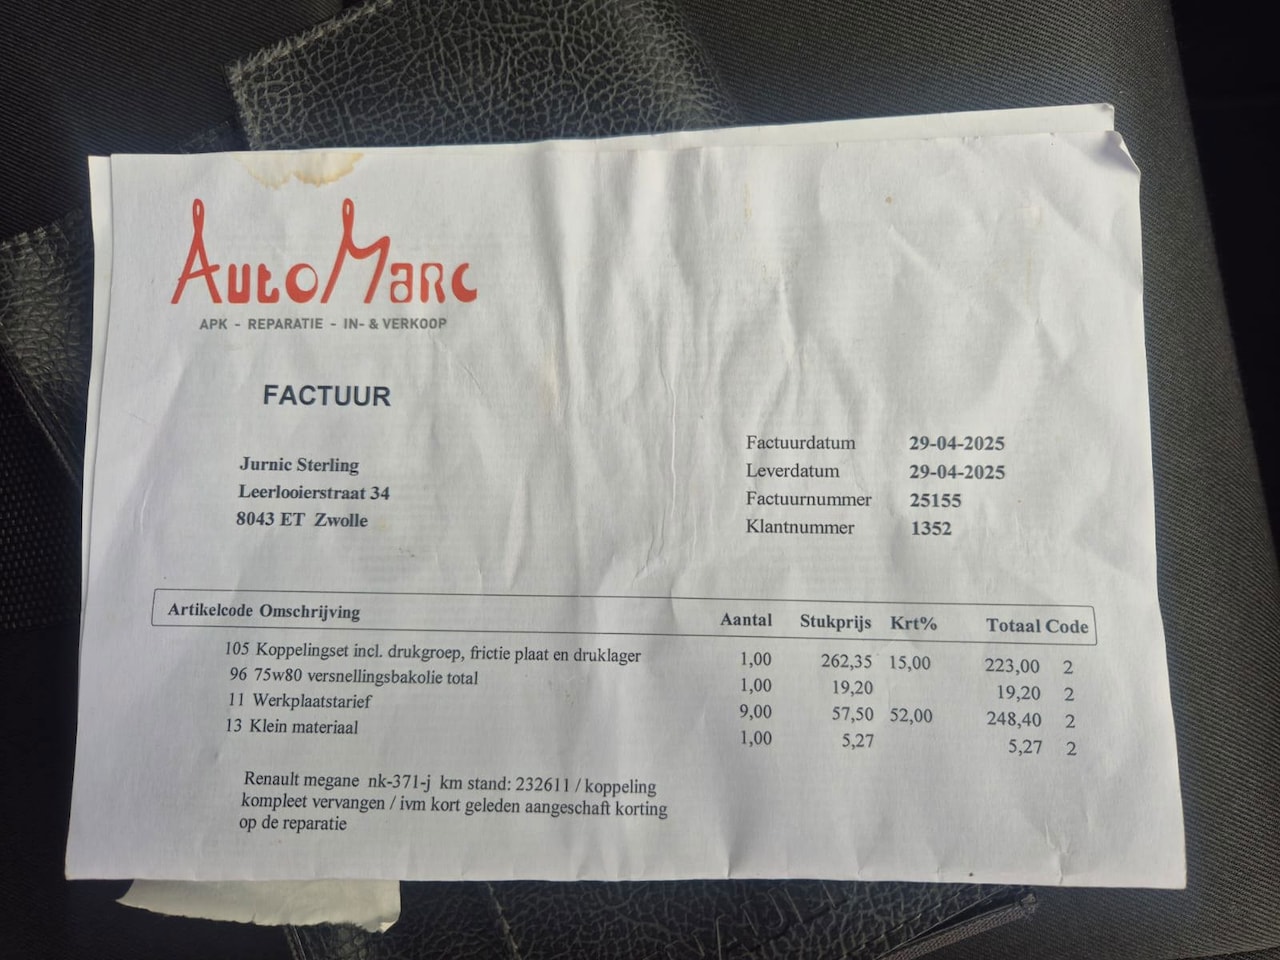 AutoMarc
APK - REPARATIE - IN- & VERKOOP
FACTUUR
Jurnic Sterling
Leerlooierstraat 34
8043 ET Zwolle
Factuurdatum 29-04-2025
Leverdatum 29-04-2025
Factuurnummer 25155
Klantnummer 1352
Artikelcode Omschrijving Aantal Stukprijs Krt% Totaal Code
105 Koppelingset incl. drukgroep, frictie plaat en druklager 1,00 262,35 15,00 223,00 2
96 75w80 versnellingsbakolie total 1,00 19,20 19,20 2
11 Werkplaatstarief 9,00 57,50 52,00 248,40 2
13 Klein materiaal 1,00 5,27 5,27 2
Renault megane nk-371-j km stand: 232611 / koppeling
kompleet vervangen / ivm kort geleden aangeschaft korting
op de reparatie